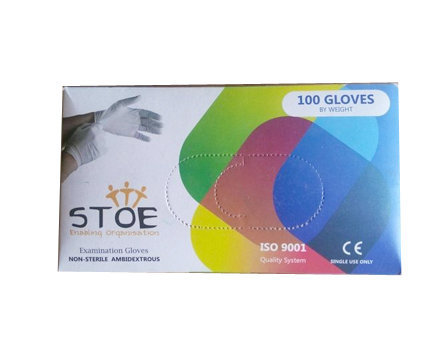 100 GLOVES
BY WEIGHT
STOE
Enabling Organisation
Examination Gloves
NON-STERILE AMBIDEXTROUS
ISO 9001
Quality System
CE
SINGLE USE ONLY